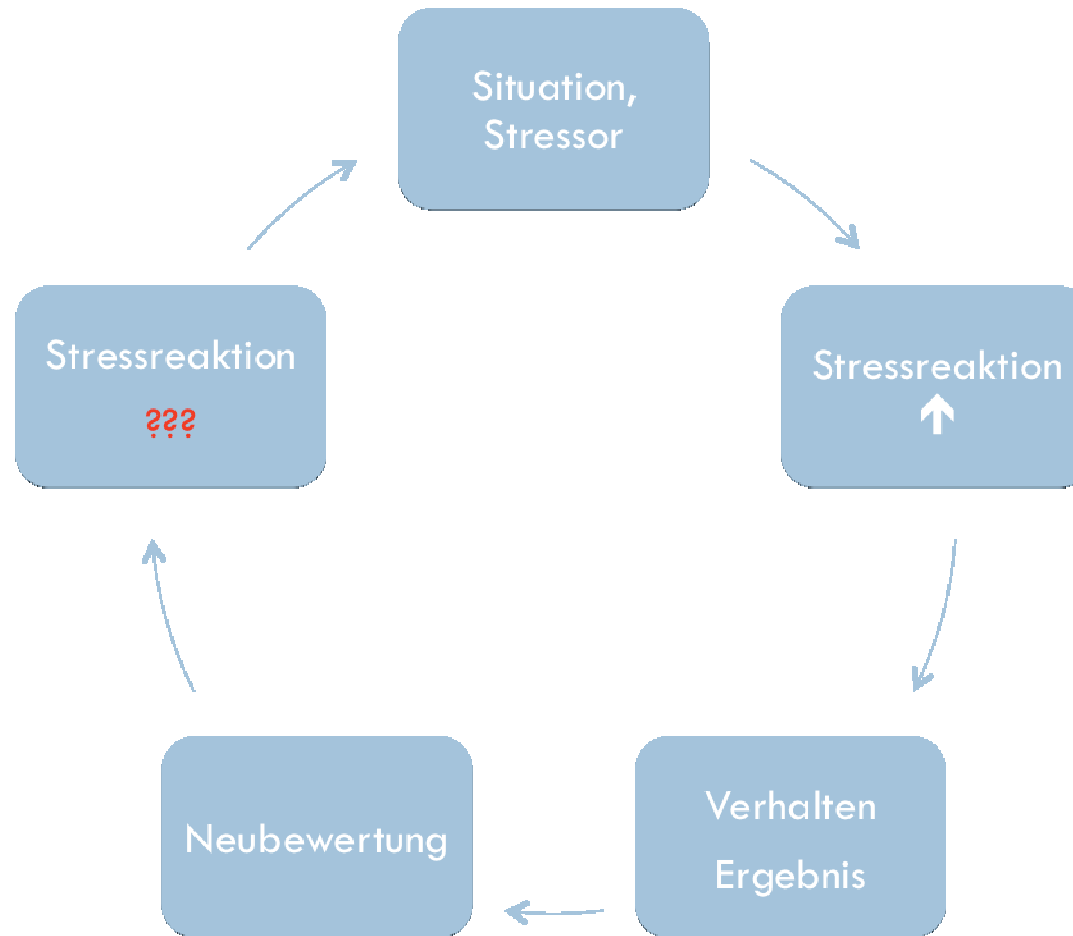 Situation,
Stressor
Stressreaktion
↑
Verhalten
Ergebnis
Neubewertung
Stressreaktion
???